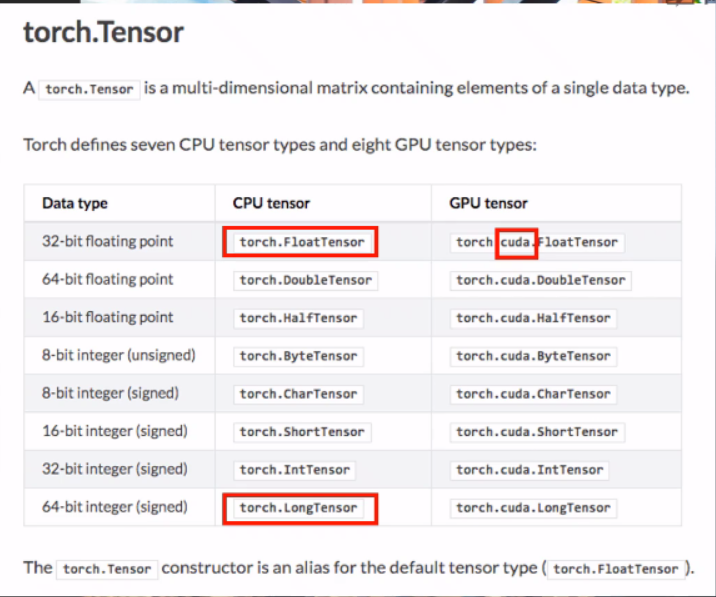 torch.Tensor
A torch.Tensor is a multi-dimensional matrix containing elements of a single data type.
Torch defines seven CPU tensor types and eight GPU tensor types:
Data type CPU tensor GPU tensor
32-bit floating point torch.FloatTensor torch.cuda.FloatTensor
64-bit floating point torch.DoubleTensor torch.cuda.DoubleTensor
16-bit floating point torch.HalfTensor torch.cuda.HalfTensor
8-bit integer (unsigned) torch.ByteTensor torch.cuda.ByteTensor
8-bit integer (signed) torch.CharTensor torch.cuda.CharTensor
16-bit integer (signed) torch.ShortTensor torch.cuda.ShortTensor
32-bit integer (signed) torch.IntTensor torch.cuda.IntTensor
64-bit integer (signed) torch.LongTensor torch.cuda.LongTensor
The torch.Tensor constructor is an alias for the default tensor type (torch.FloatTensor).